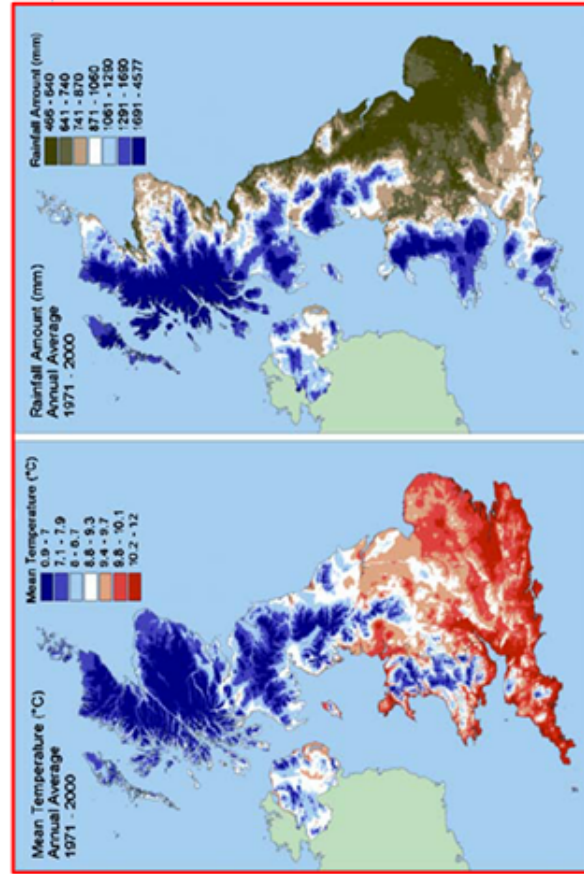 Mean Temperature (°C)
Annual Average
1971 - 2000
Mean Temperature (°C)
0.9 - 7
7.1 - 7.9
8 - 8.7
8.8 - 9.3
9.4 - 9.7
9.8 - 10.1
10.2 - 12
Rainfall Amount (mm)
Annual Average
1971 - 2000
Rainfall Amount (mm)
466 - 640
641 - 740
741 - 870
871 - 1060
1061 - 1290
1291 - 1690
1691 - 4577